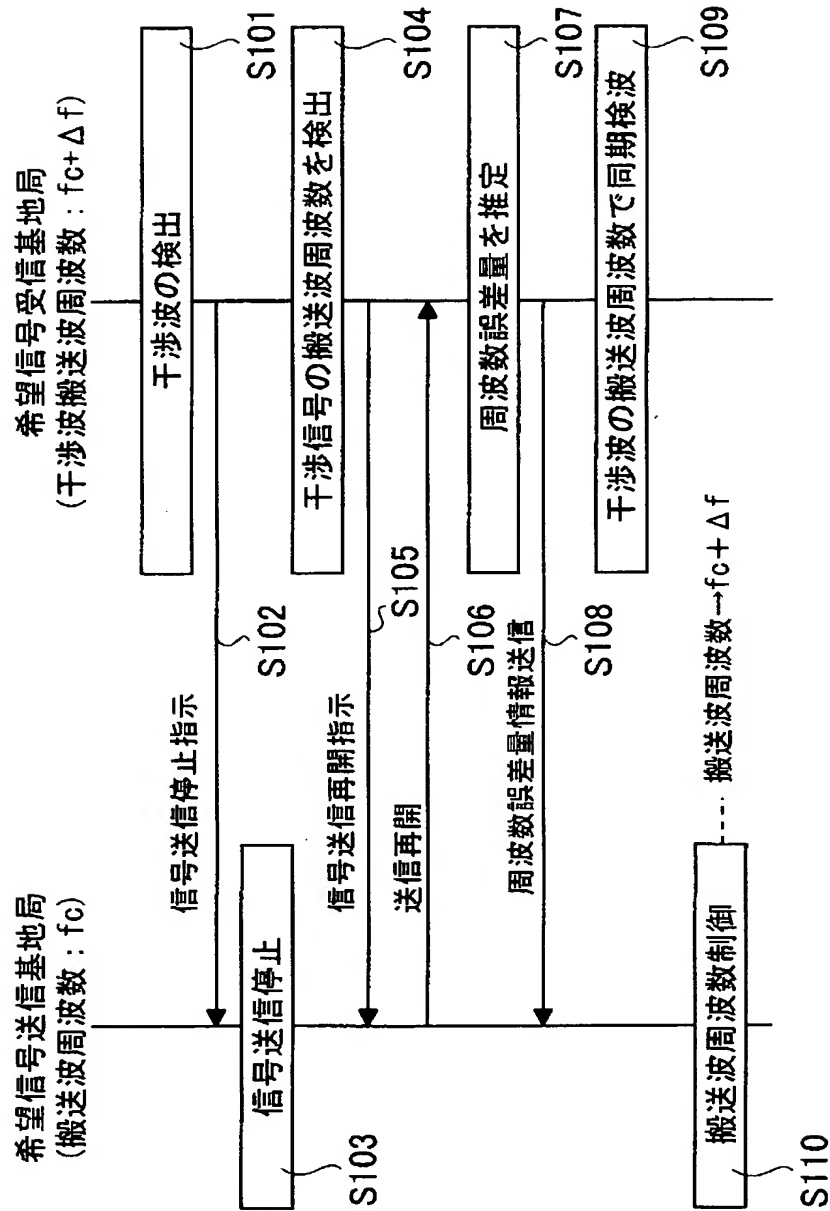 希望信号送信基地局
(搬送波周波数：fc)
希望信号受信基地局
(干渉波搬送波周波数：fc+Δf)
干渉波の検出
S101
信号送信停止指示
S102
信号送信停止
S103
干渉信号の搬送波周波数を検出
S104
信号送信再開指示
S105
送信再開
S106
周波数誤差量を推定
S107
周波数誤差量情報送信
S108
干渉波の搬送波周波数で同期検波
S109
搬送波周波数制御
搬送波周波数→fc+Δf
S110